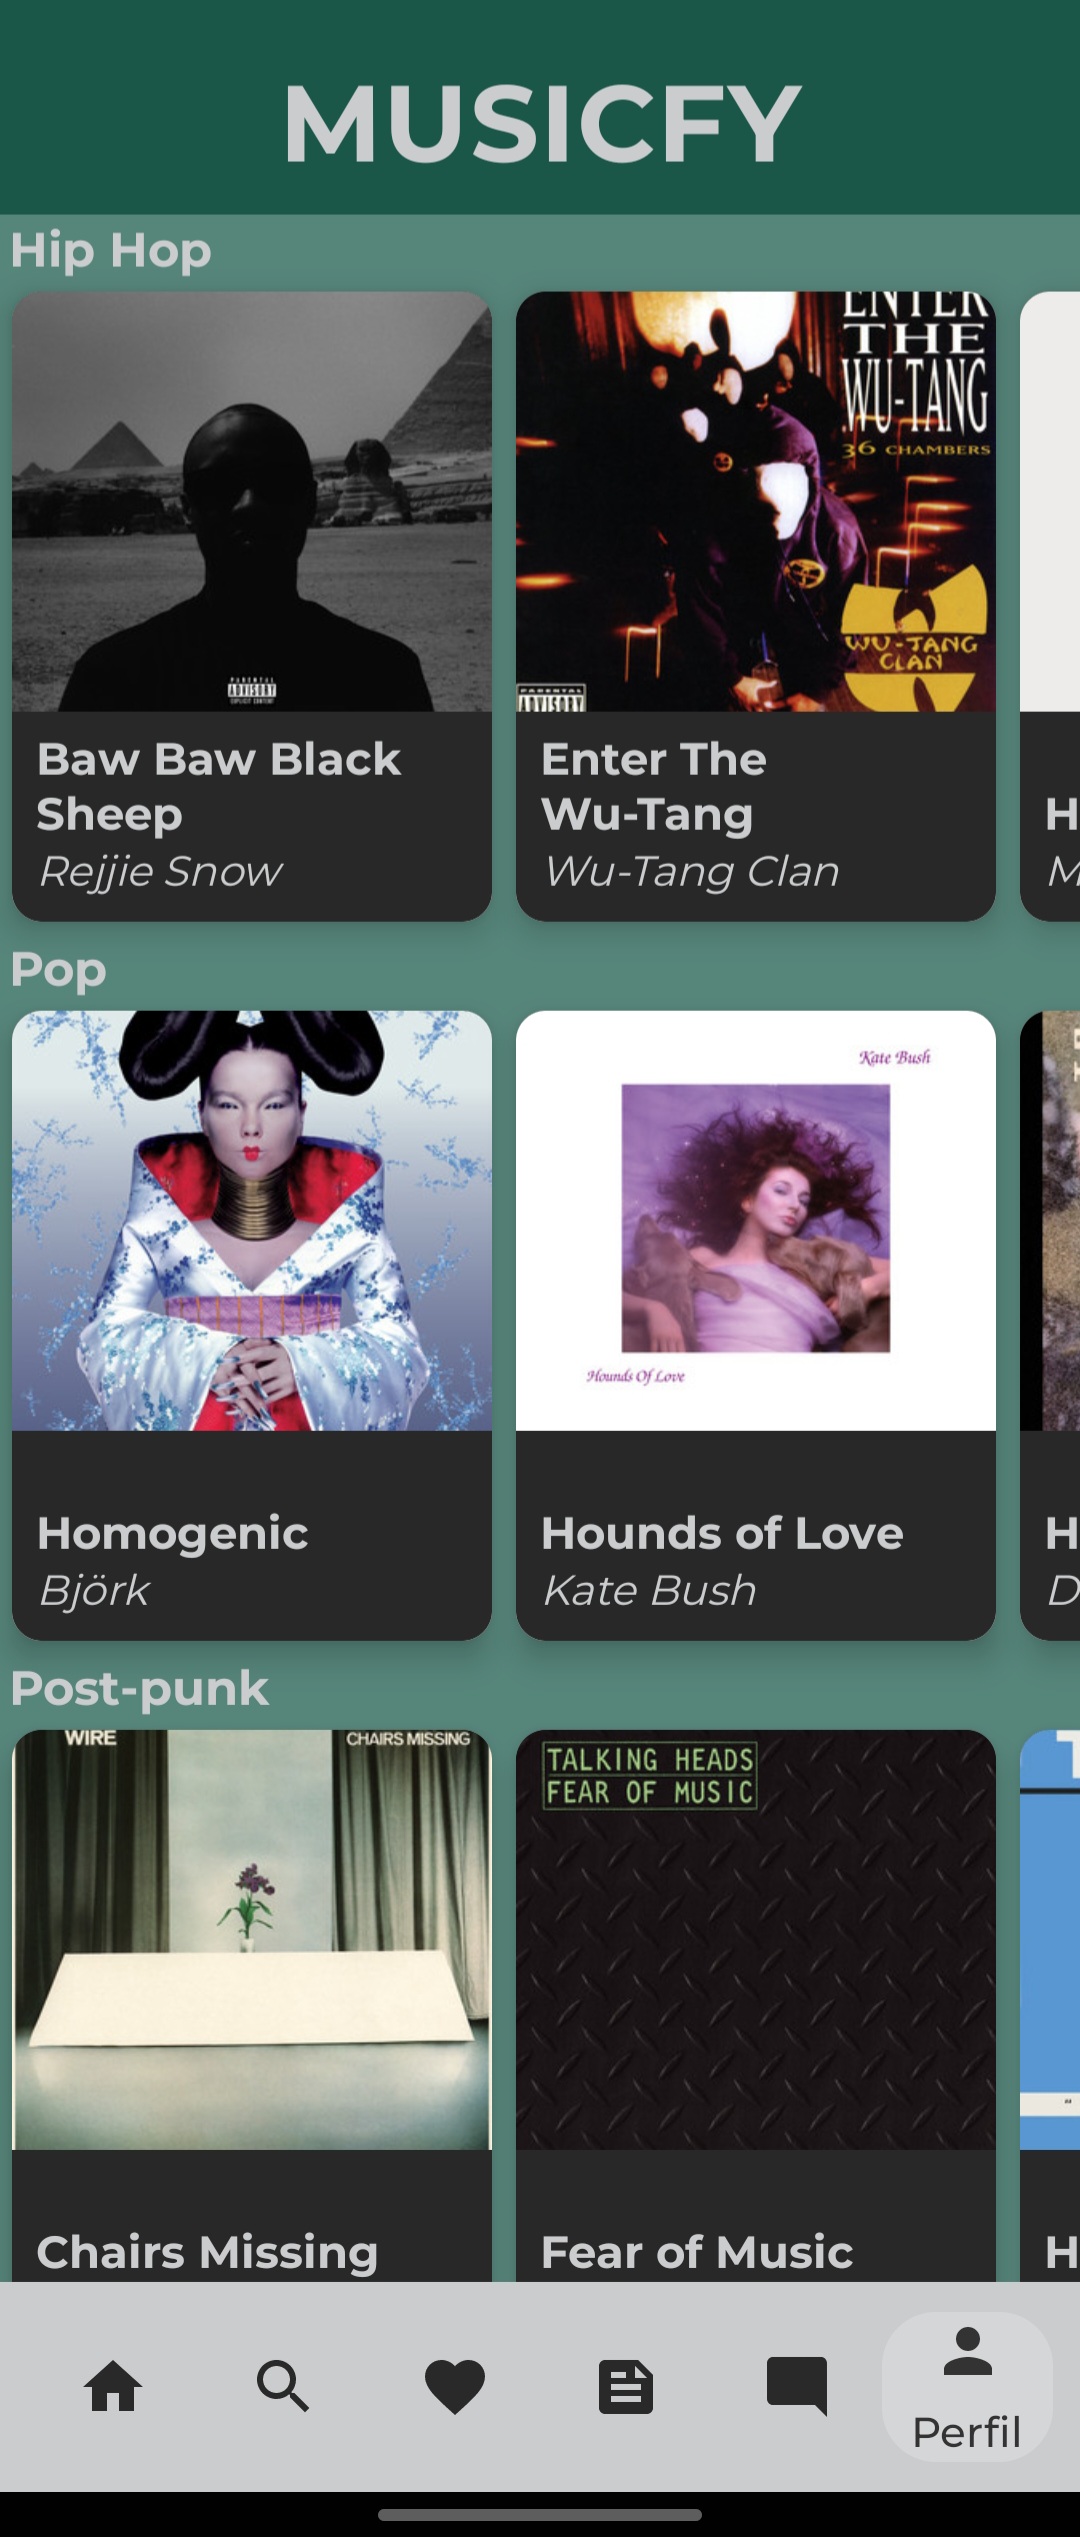 MUSICFY
Hip Hop
PARENTAL
ADVISORY
EXPLICIT CONTENT
ENTER
THE
WU-TANG
36 CHAMBERS
WU-TANG
CLAN
PARENTAL
ADVISORY
Baw Baw Black
Sheep
Rejjie Snow
Enter The
Wu-Tang
Wu-Tang Clan
H
M
Pop
Kate Bush
Hounds Of Love
Homogenic
Björk
Hounds of Love
Kate Bush
H
D
Post-punk
WIRE
CHAIRS MISSING
TALKING HEADS
FEAR OF MUSIC
Chairs Missing
Fear of Music
H
Perfil